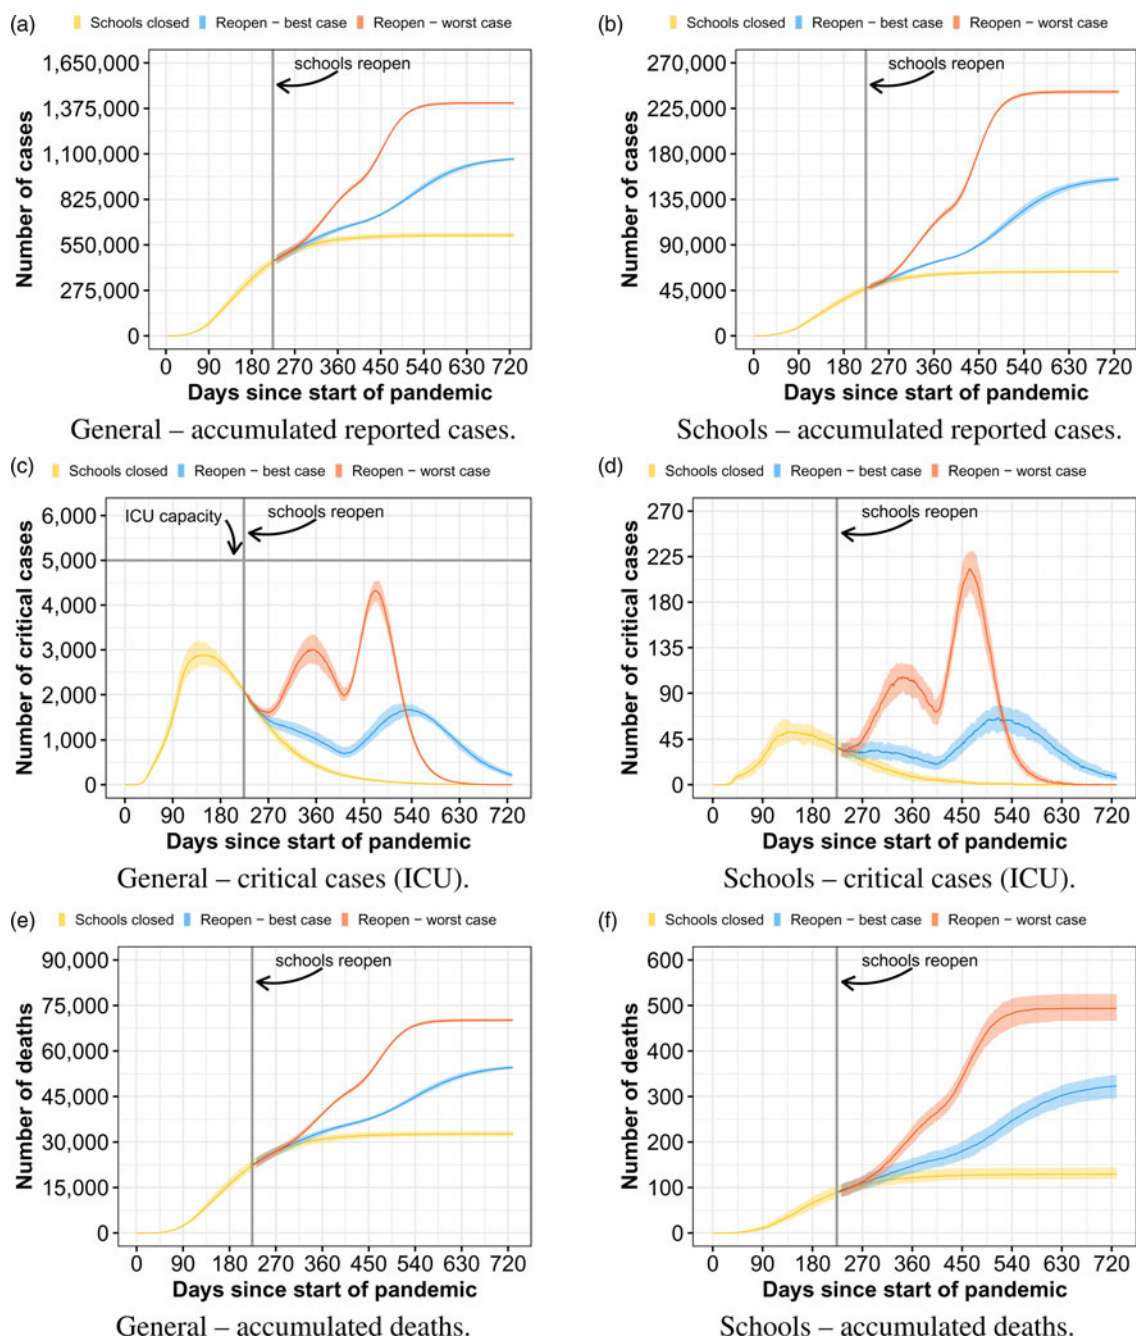 (a) Schools closed Reopen – best case Reopen – worst case
schools reopen
1,650,000
1,375,000
1,100,000
825,000
550,000
275,000
0
Number of cases
0 90 180 270 360 450 540 630 720
Days since start of pandemic
General – accumulated reported cases.
(b) Schools closed Reopen – best case Reopen – worst case
schools reopen
270,000
225,000
180,000
135,000
90,000
45,000
0
Number of cases
0 90 180 270 360 450 540 630 720
Days since start of pandemic
Schools – accumulated reported cases.
(c) Schools closed Reopen – best case Reopen – worst case
ICU capacity
schools reopen
6,000
5,000
4,000
3,000
2,000
1,000
0
Number of critical cases
0 90 180 270 360 450 540 630 720
Days since start of pandemic
General – critical cases (ICU).
(d) Schools closed Reopen – best case Reopen – worst case
schools reopen
270
225
180
135
90
45
0
Number of critical cases
0 90 180 270 360 450 540 630 720
Days since start of pandemic
Schools – critical cases (ICU).
(e) Schools closed Reopen – best case Reopen – worst case
schools reopen
90,000
75,000
60,000
45,000
30,000
15,000
0
Number of deaths
0 90 180 270 360 450 540 630 720
Days since start of pandemic
General – accumulated deaths.
(f) Schools closed Reopen – best case Reopen – worst case
schools reopen
600
500
400
300
200
100
0
Number of deaths
0 90 180 270 360 450 540 630 720
Days since start of pandemic
Schools – accumulated deaths.